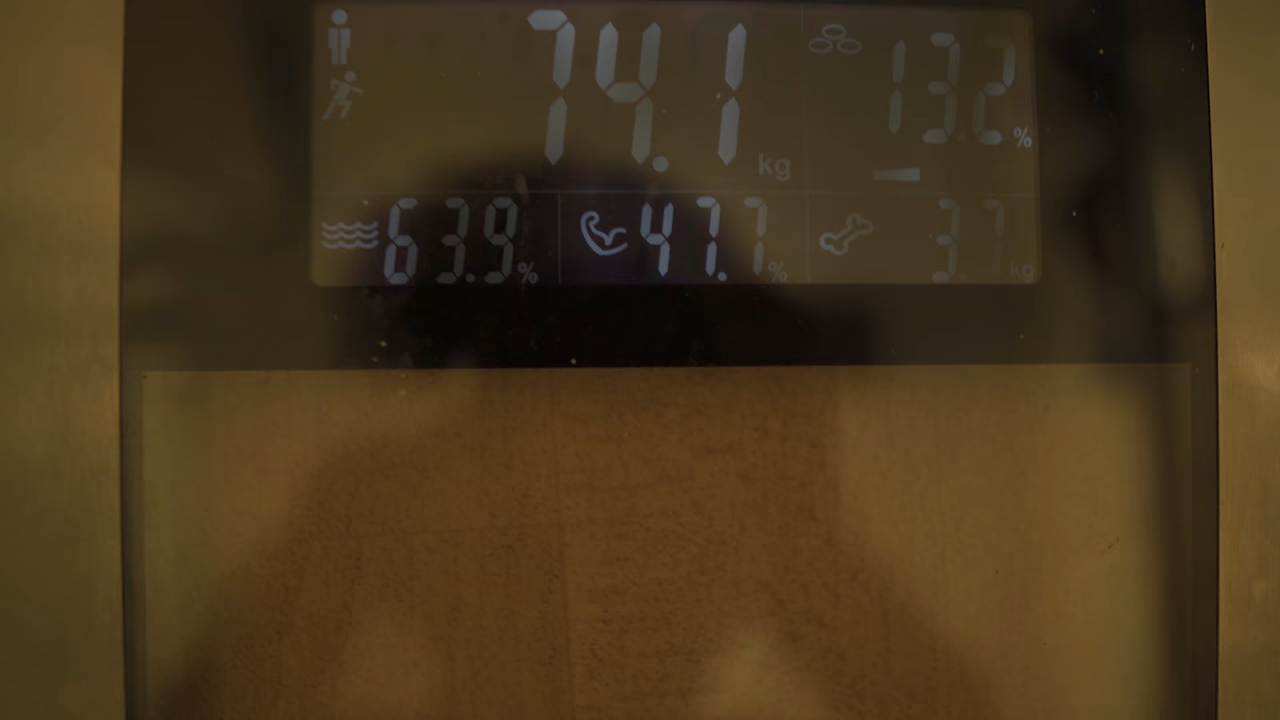 74.1 kg 13.2 %
63.9 % 47.7 % 3.7 kg